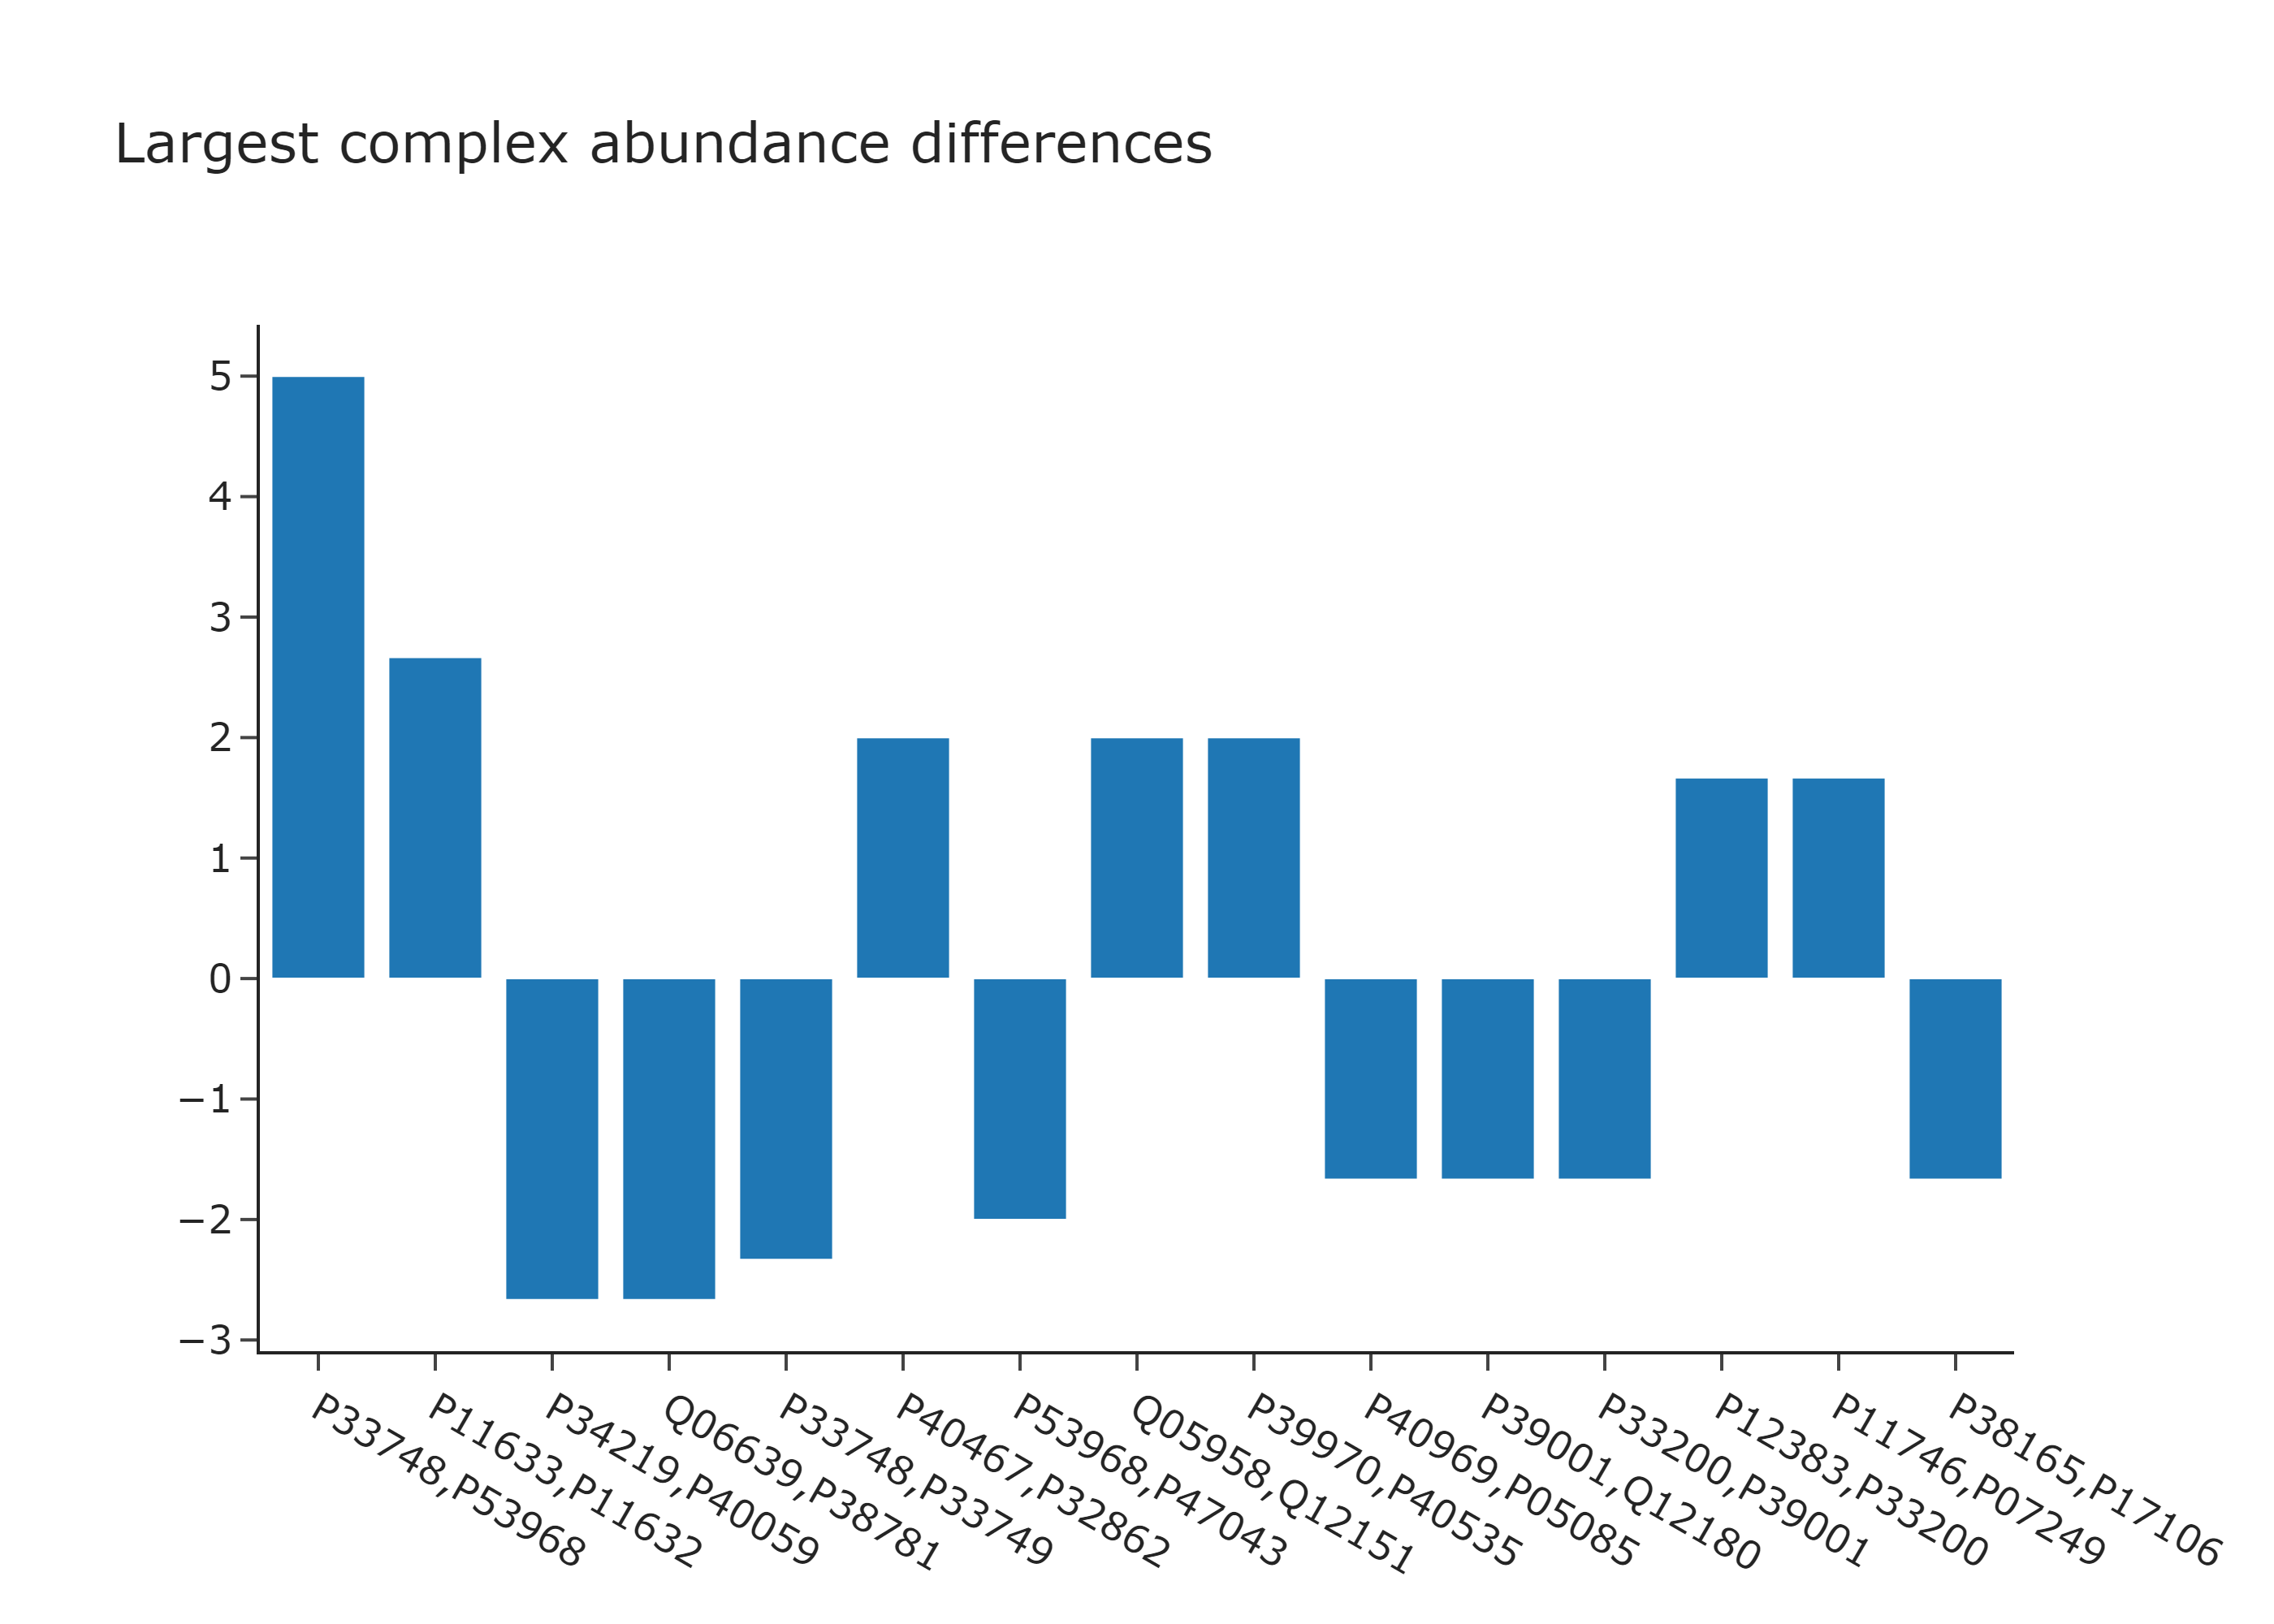 Largest complex abundance differences
5
4
3
2
1
0
−1
−2
−3
P33748,P53968
P11633,P11632
P34219,P40059
Q06639,P38781
P33748,P33749
P40467,P32862
P53968,P47043
Q05958,Q12151
P39970,P40535
P40969,P05085
P39001,Q12180
P33200,P39001
P12383,P33200
P11746,P07249
P38165,P17106